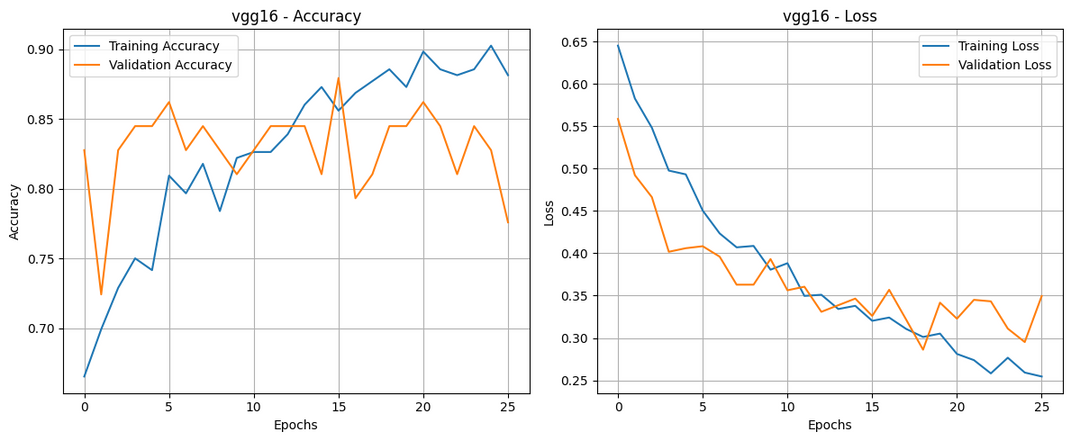 vgg16 - Accuracy
Training Accuracy
Validation Accuracy
0.90
0.85
0.80
0.75
0.70
Accuracy
0 5 10 15 20 25
Epochs
vgg16 - Loss
Training Loss
Validation Loss
0.65
0.60
0.55
0.50
0.45
0.40
0.35
0.30
0.25
Loss
0 5 10 15 20 25
Epochs